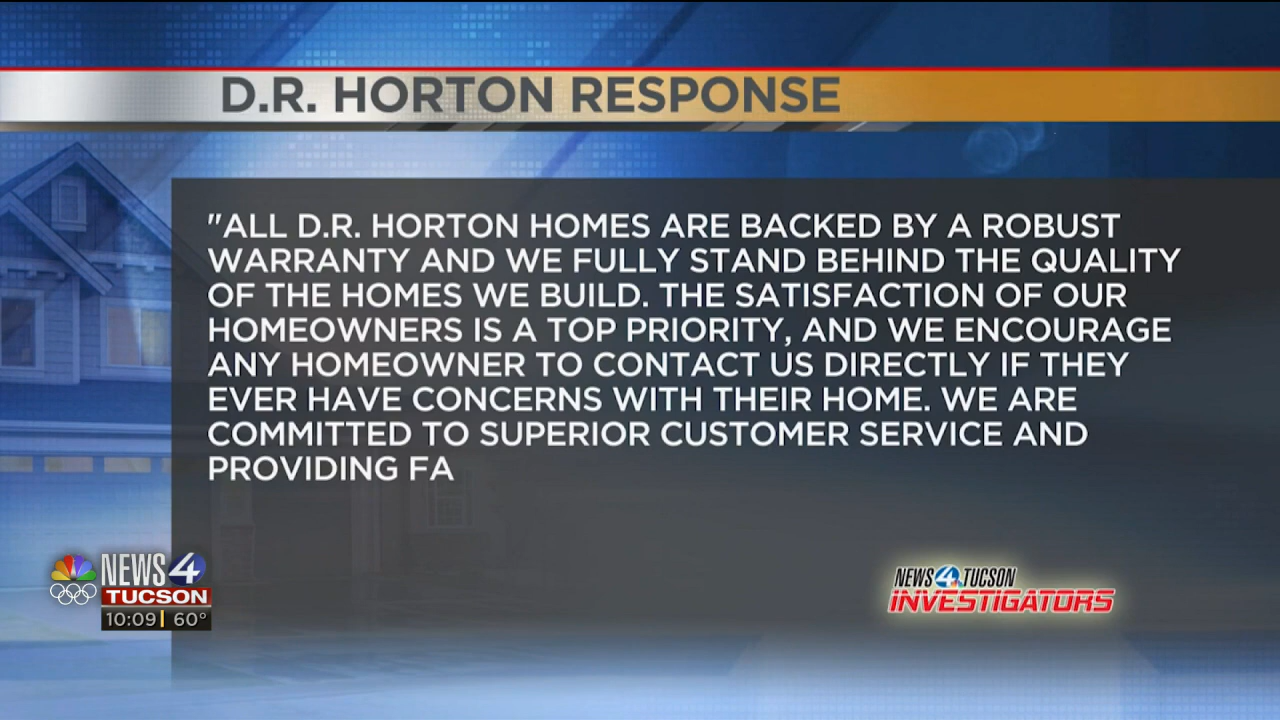 D.R. HORTON RESPONSE
"ALL D.R. HORTON HOMES ARE BACKED BY A ROBUST
WARRANTY AND WE FULLY STAND BEHIND THE QUALITY
OF THE HOMES WE BUILD. THE SATISFACTION OF OUR
HOMEOWNERS IS A TOP PRIORITY, AND WE ENCOURAGE
ANY HOMEOWNER TO CONTACT US DIRECTLY IF THEY
EVER HAVE CONCERNS WITH THEIR HOME. WE ARE
COMMITTED TO SUPERIOR CUSTOMER SERVICE AND
PROVIDING FA
NEWS 4
TUCSON
10:09 60°
NEWS 4 TUCSON
INVESTIGATORS